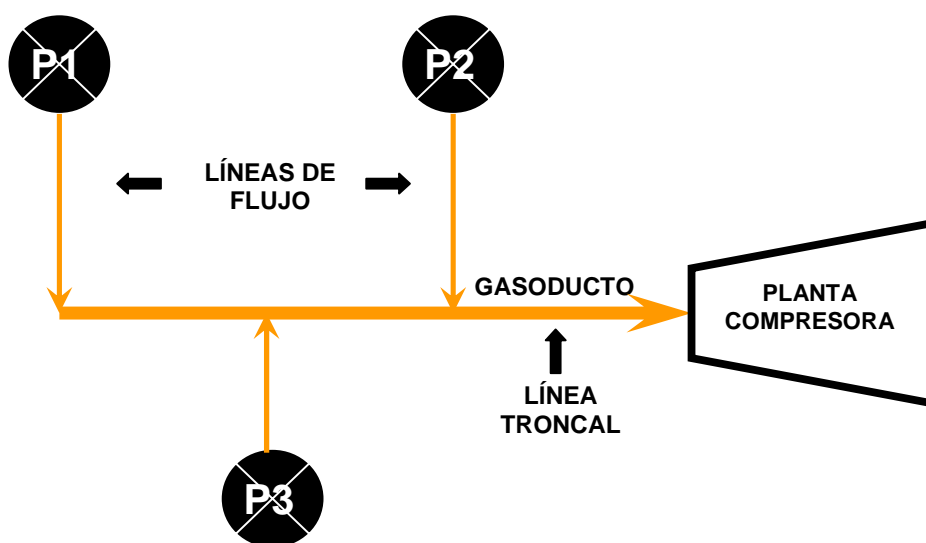 P1
P2
LÍNEAS DE
FLUJO
GASODUCTO
PLANTA
COMPRESORA
LÍNEA
TRONCAL
P3